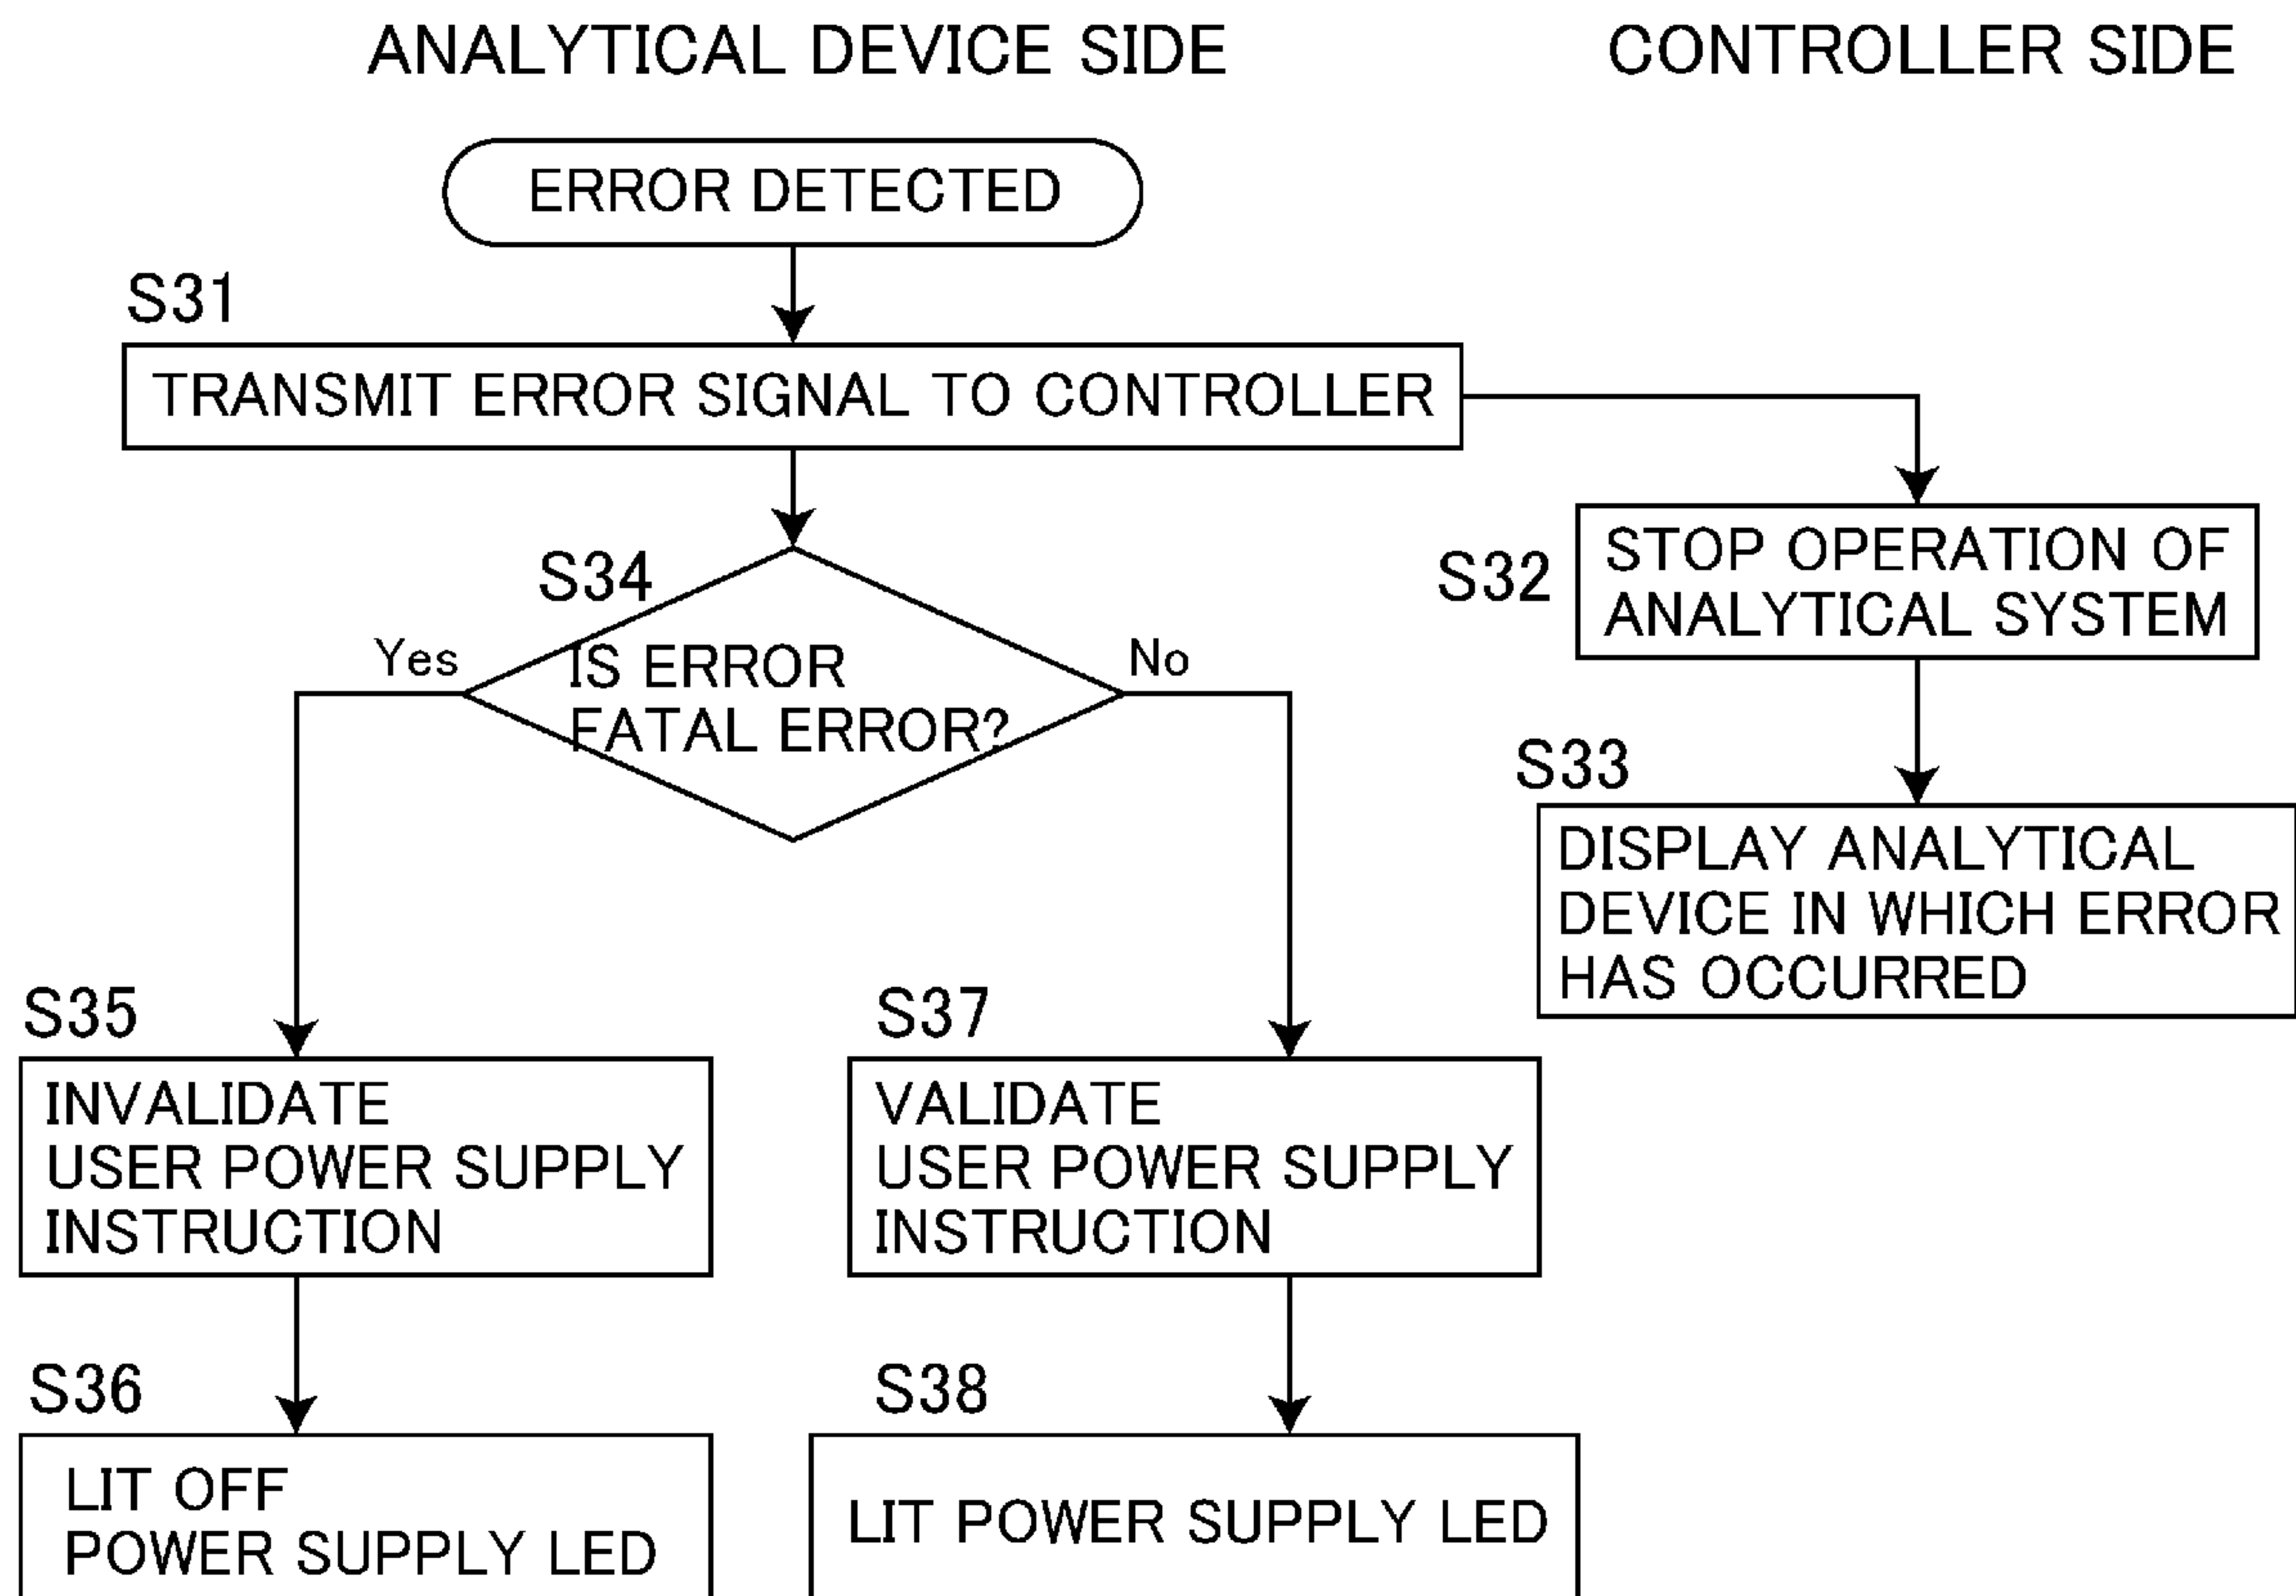 ANALYTICAL DEVICE SIDE
CONTROLLER SIDE
ERROR DETECTED
S31
TRANSMIT ERROR SIGNAL TO CONTROLLER
S32
STOP OPERATION OF
ANALYTICAL SYSTEM
S34
IS ERROR
FATAL ERROR?
Yes
No
S33
DISPLAY ANALYTICAL
DEVICE IN WHICH ERROR
HAS OCCURRED
S35
INVALIDATE
USER POWER SUPPLY
INSTRUCTION
S37
VALIDATE
USER POWER SUPPLY
INSTRUCTION
S36
LIT OFF
POWER SUPPLY LED
S38
LIT POWER SUPPLY LED